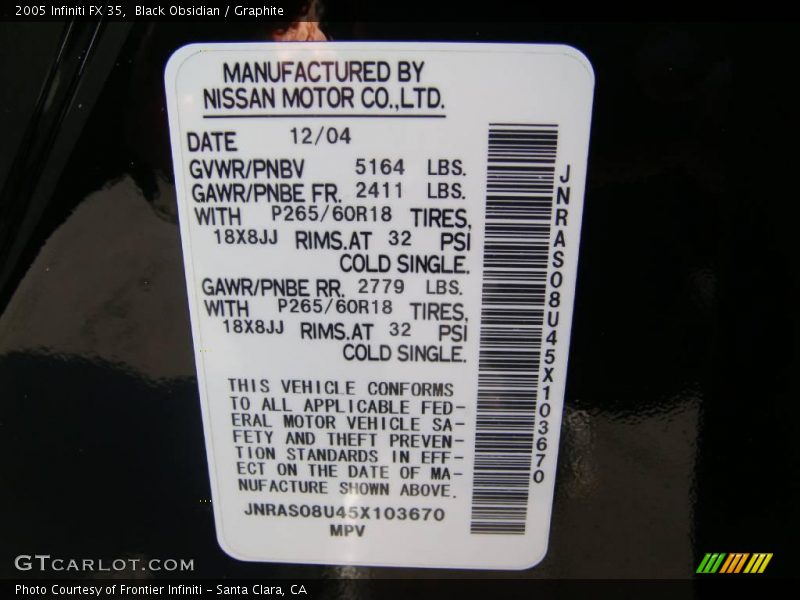 2005 Infiniti FX 35, Black Obsidian / Graphite
MANUFACTURED BY
NISSAN MOTOR CO.,LTD.
DATE 12/04
GVWR/PNBV 5164 LBS.
GAWR/PNBE FR. 2411 LBS.
WITH P265/60R18 TIRES,
18X8JJ RIMS.AT 32 PSI
COLD SINGLE.
GAWR/PNBE RR. 2779 LBS.
WITH P265/60R18 TIRES,
18X8JJ RIMS.AT 32 PSI
COLD SINGLE.
THIS VEHICLE CONFORMS
TO ALL APPLICABLE FED-
ERAL MOTOR VEHICLE SA-
FETY AND THEFT PREVEN-
TION STANDARDS IN EFF-
ECT ON THE DATE OF MA-
NUFACTURE SHOWN ABOVE.
JNRAS08U45X103670
MPV
JNRAS08U45X103670
GTCARLOT.COM
Photo Courtesy of Frontier Infiniti - Santa Clara, CA